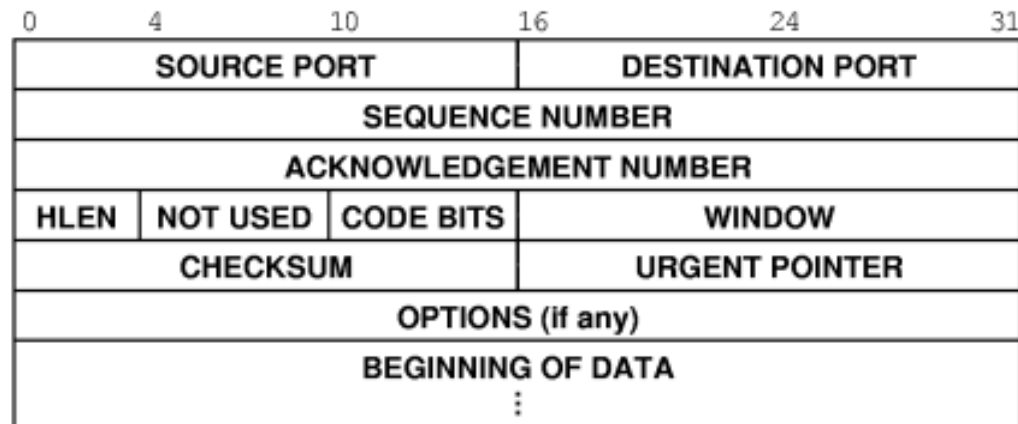 0 4 10 16 24 31
SOURCE PORT DESTINATION PORT
SEQUENCE NUMBER
ACKNOWLEDGEMENT NUMBER
HLEN NOT USED CODE BITS WINDOW
CHECKSUM URGENT POINTER
OPTIONS (if any)
BEGINNING OF DATA
⋮